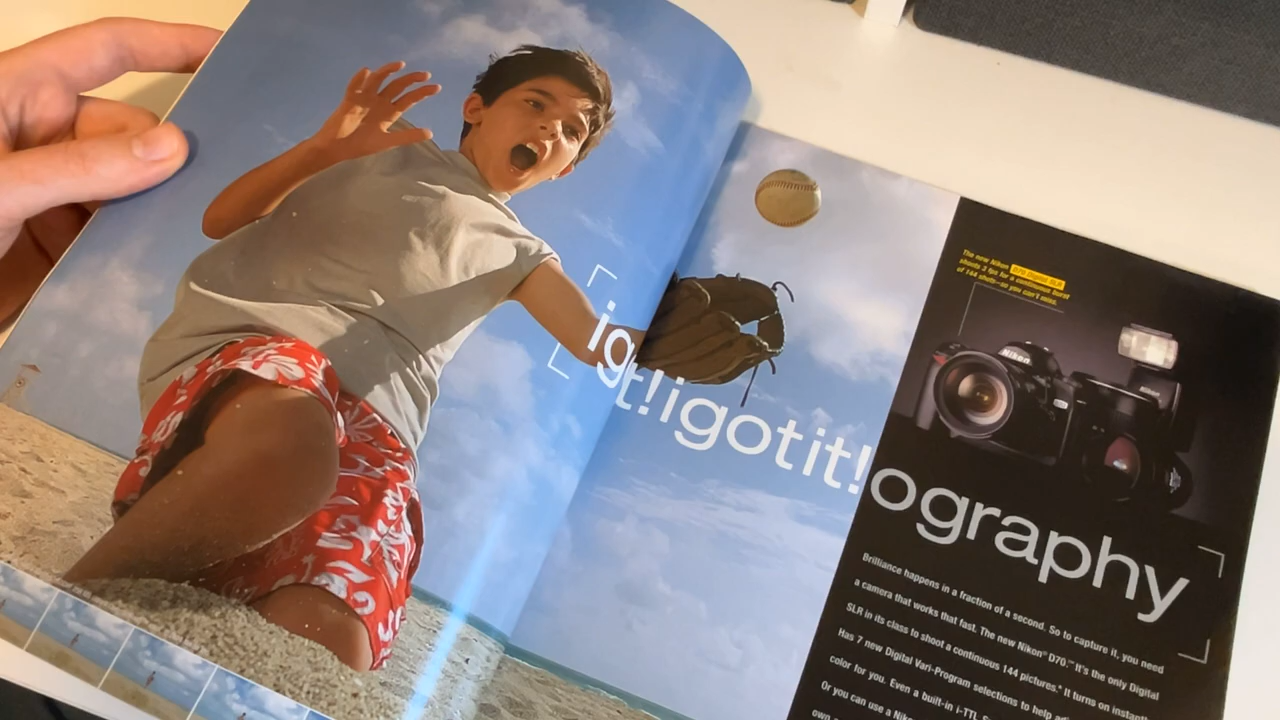 The new Nikon D70 Digital SLR
shoots 3 fps for a continuous burst
of 144 shots—so you can't miss.
Nikon
ig t!igotit!ography
Brilliance happens in a fraction of a second. So to capture it, you need
a camera that works that fast. The new Nikon® D70.™ It's the only Digital
SLR in its class to shoot a continuous 144 pictures.* It turns on instantly
Has 7 new Digital Vari-Program selections to help
color for you. Even a built-in i-TTL
Or you can use a
own